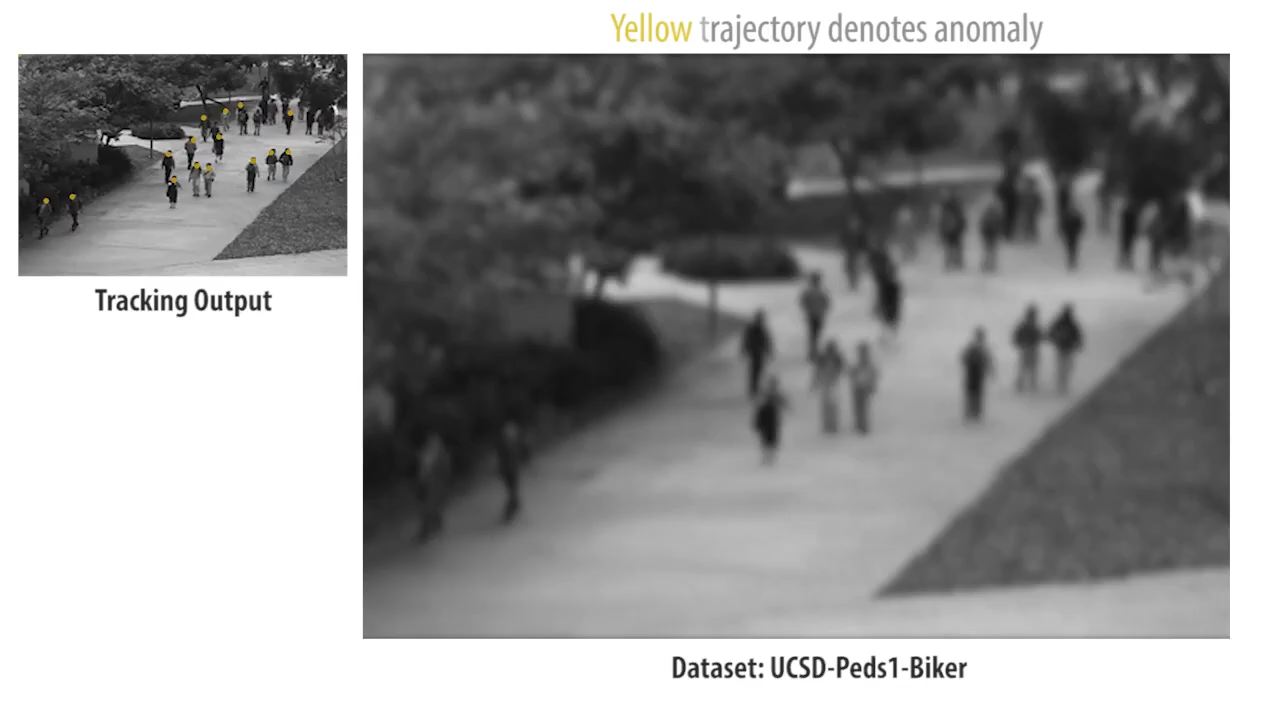 Yellow trajectory denotes anomaly
Tracking Output
Dataset: UCSD-Peds1-Biker